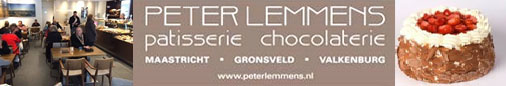 PETER LEMMENS
patisserie chocolaterie
MAASTRICHT • GRONSVELD • VALKENBURG
www.peterlemmens.nl